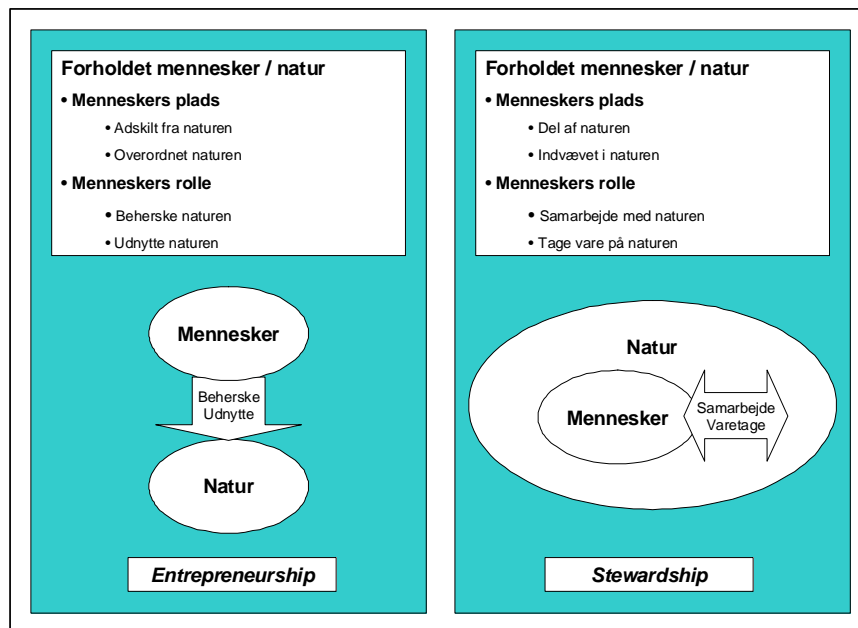 Forholdet mennesker / natur
• Menneskers plads
• Adskilt fra naturen
• Overordnet naturen
• Menneskers rolle
• Beherske naturen
• Udnytte naturen
Mennesker
Beherske
Udnytte
Natur
Entrepreneurship
Forholdet mennesker / natur
• Menneskers plads
• Del af naturen
• Indvævet i naturen
• Menneskers rolle
• Samarbejde med naturen
• Tage vare på naturen
Natur
Mennesker
Samarbejde
Varetage
Stewardship